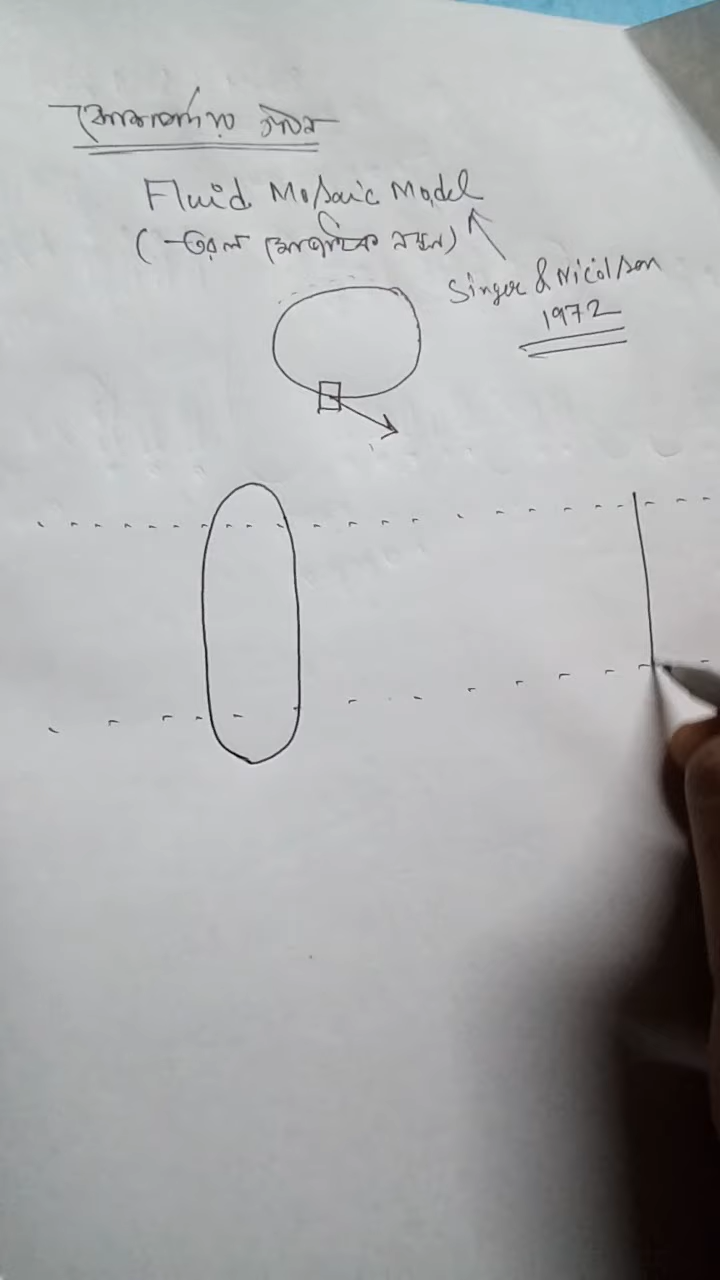 কোষপর্দার গঠন
Fluid Mosaic Model
(তরল মোজাইক মডেল)
Singer & Nicolson
1972